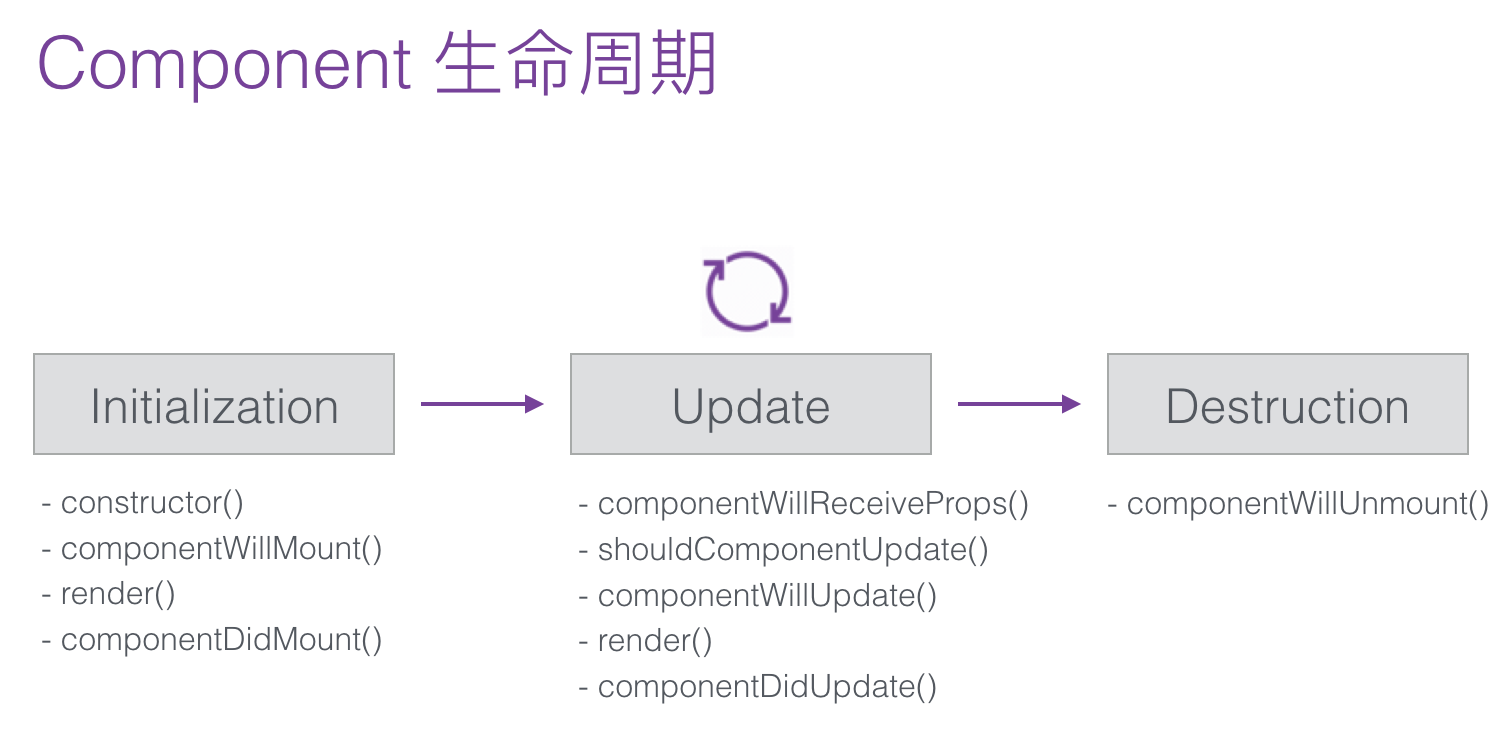 Component 生命周期
Initialization
- constructor()
- componentWillMount()
- render()
- componentDidMount()
Update
- componentWillReceiveProps()
- shouldComponentUpdate()
- componentWillUpdate()
- render()
- componentDidUpdate()
Destruction
- componentWillUnmount()